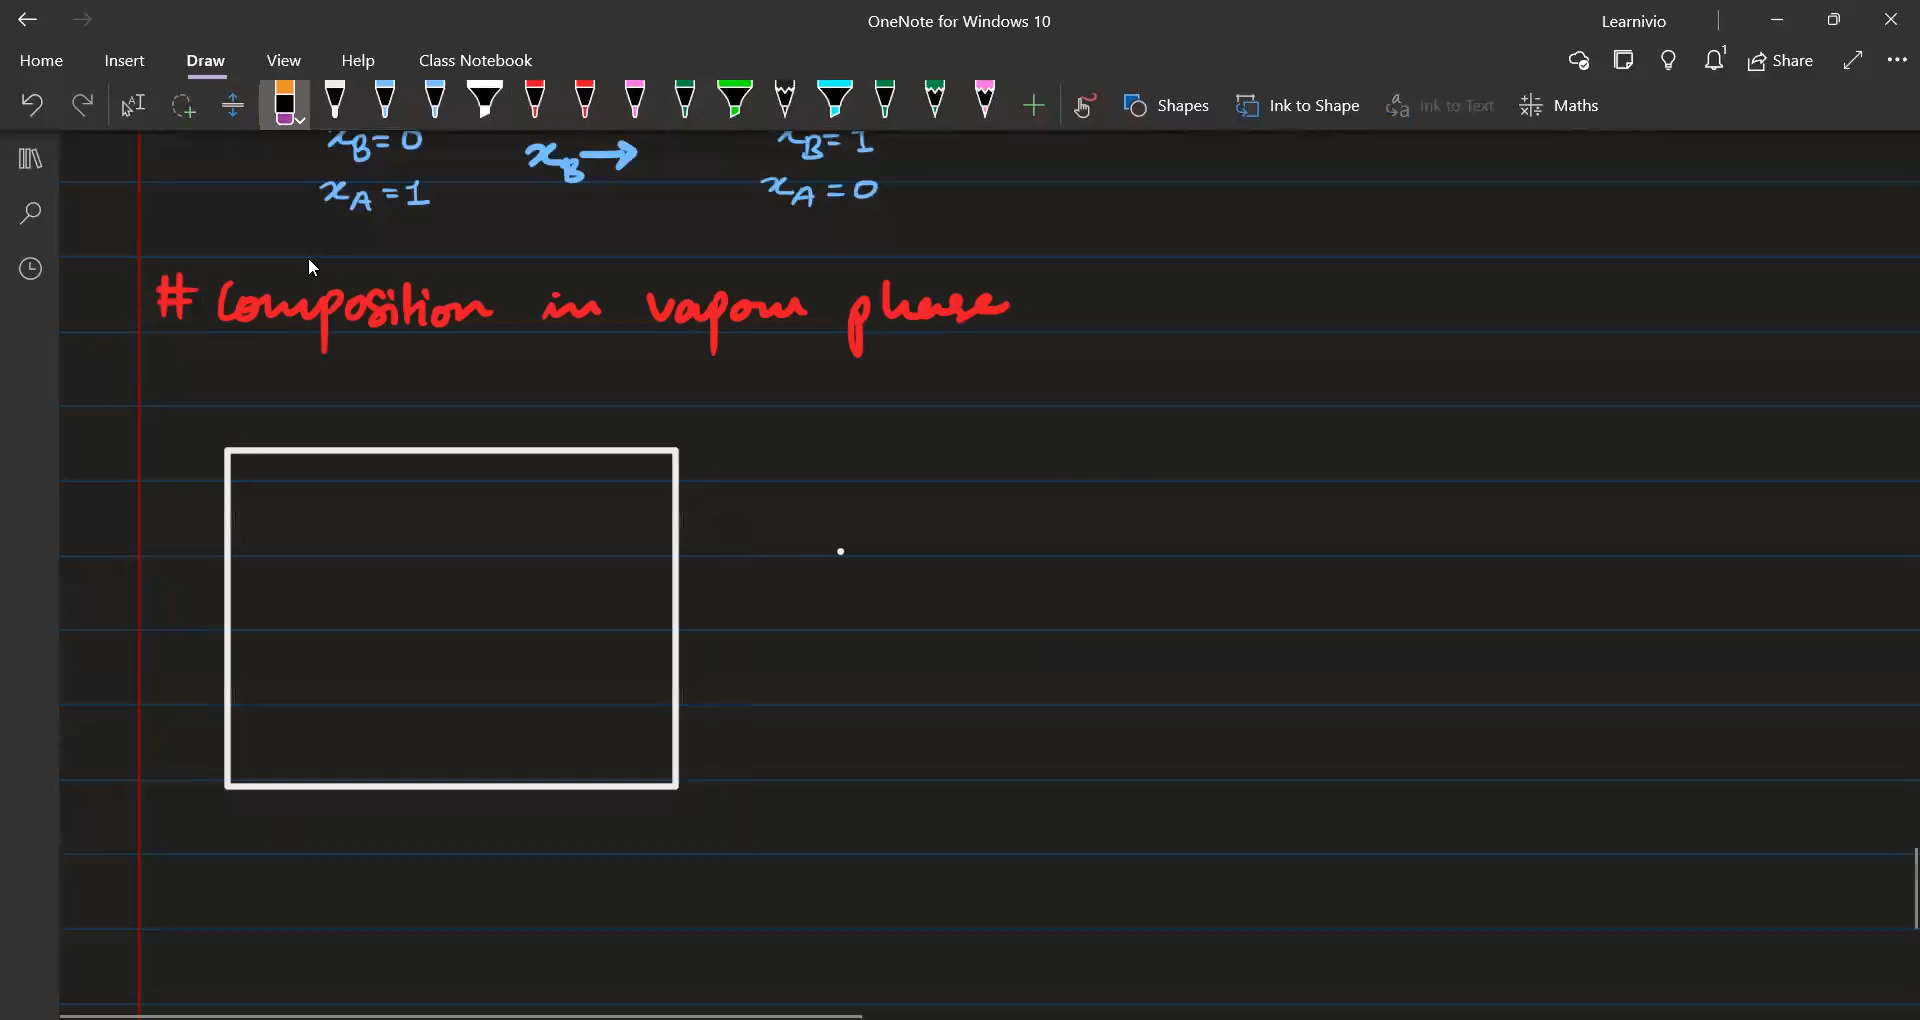 OneNote for Windows 10
Learnivio
Home Insert Draw View Help Class Notebook
1
Share
Shapes Ink to Shape Ink to Text Maths
xB = 0 xB = 1
xB →
xA = 1 xA = 0
# Composition in vapour phase